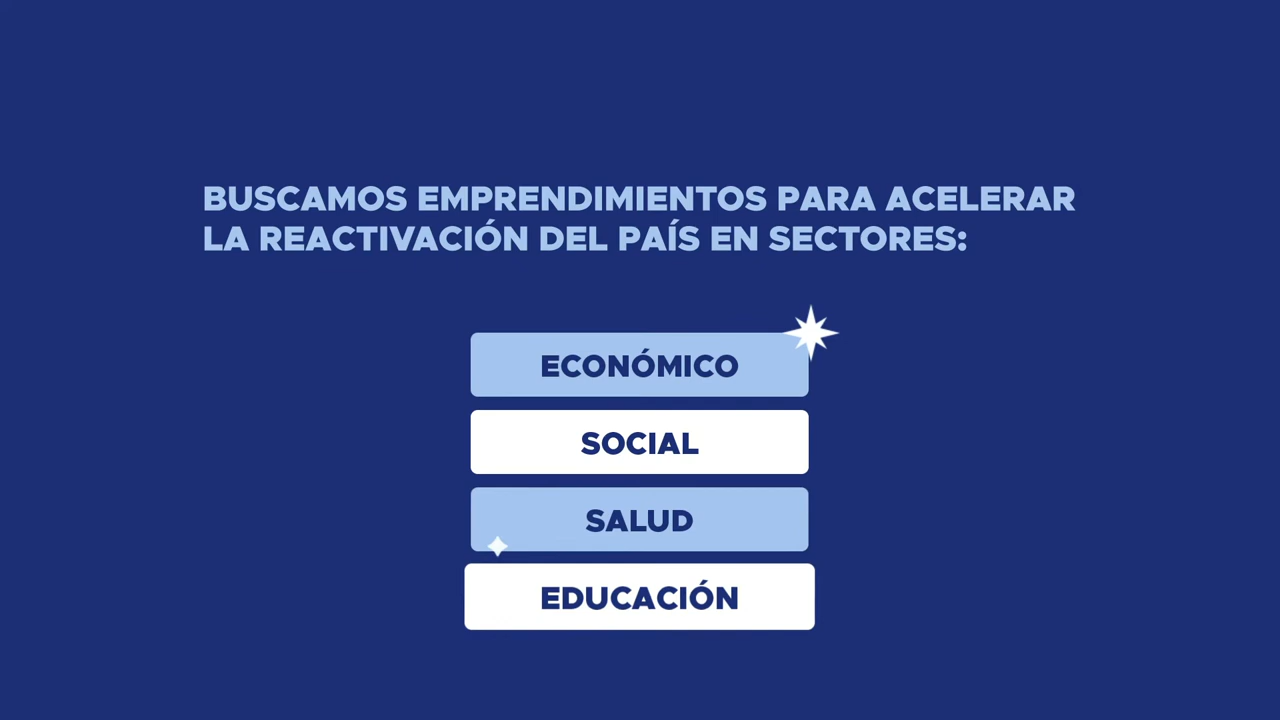 BUSCAMOS EMPRENDIMIENTOS PARA ACELERAR
LA REACTIVACIÓN DEL PAÍS EN SECTORES:
ECONÓMICO
SOCIAL
SALUD
EDUCACIÓN